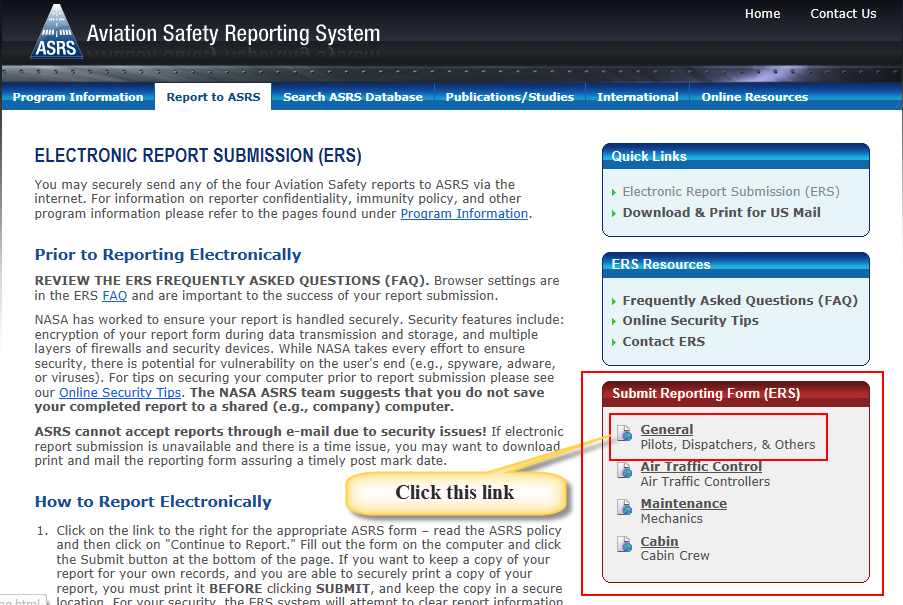 Home
Contact Us
ASRS
Aviation Safety Reporting System
Program Information
Report to ASRS
Search ASRS Database
Publications/Studies
International
Online Resources
ELECTRONIC REPORT SUBMISSION (ERS)
You may securely send any of the four Aviation Safety reports to ASRS via the
internet. For information on reporter confidentiality, immunity policy, and other
program information please refer to the pages found under Program Information.
Prior to Reporting Electronically
REVIEW THE ERS FREQUENTLY ASKED QUESTIONS (FAQ). Browser settings are
in the ERS FAQ and are important to the success of your report submission.
NASA has worked to ensure your report is handled securely. Security features include:
encryption of your report form during data transmission and storage, and multiple
layers of firewalls and security devices. While NASA takes every effort to ensure
security, there is potential for vulnerability on the user's end (e.g., spyware, adware,
or viruses). For tips on securing your computer prior to report submission please see
our Online Security Tips. The NASA ASRS team suggests that you do not save
your completed report to a shared (e.g., company) computer.
ASRS cannot accept reports through e-mail due to security issues! If electronic
report submission is unavailable and there is a time issue, you may want to download
print and mail the reporting form assuring a timely post mark date.
How to Report Electronically
1. Click on the link to the right for the appropriate ASRS form – read the ASRS policy
and then click on "Continue to Report." Fill out the form on the computer and click
the Submit button at the bottom of the page. If you want to keep a copy of your
report for your own records, and you are able to securely print a copy of your
report, you must print it BEFORE clicking SUBMIT, and keep the copy in a secure
location. For your security, the ERS system will attempt to clear report information
ng.html
Quick Links
Electronic Report Submission (ERS)
Download & Print for US Mail
ERS Resources
Frequently Asked Questions (FAQ)
Online Security Tips
Contact ERS
Submit Reporting Form (ERS)
General
Pilots, Dispatchers, & Others
Air Traffic Control
Air Traffic Controllers
Maintenance
Mechanics
Cabin
Cabin Crew
Click this link